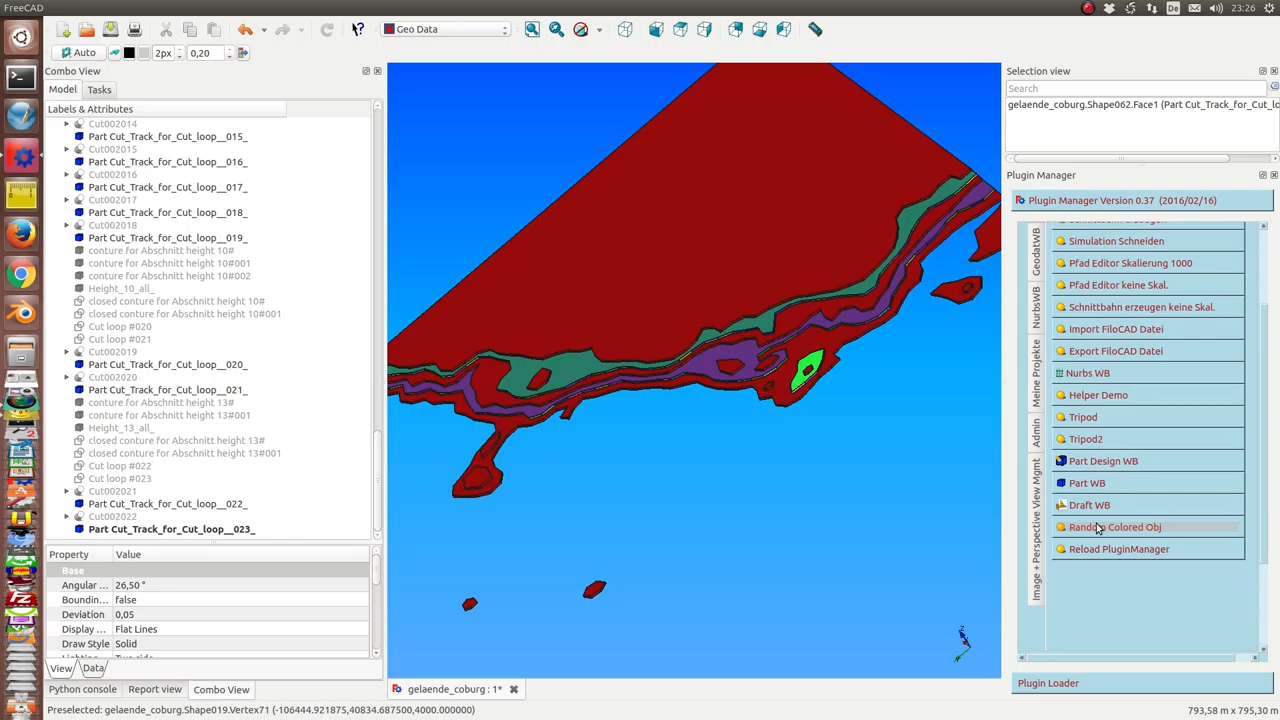 FreeCAD
De
23:26
Geo Data
Auto
2px
0,20
Combo View
Model
Tasks
Labels & Attributes
Cut002014
Part Cut_Track_for_Cut_loop__015_
Cut002015
Part Cut_Track_for_Cut_loop__016_
Cut002016
Part Cut_Track_for_Cut_loop__017_
Cut002017
Part Cut_Track_for_Cut_loop__018_
Cut002018
Part Cut_Track_for_Cut_loop__019_
conture for Abschnitt height 10#
conture for Abschnitt height 10#001
conture for Abschnitt height 10#002
Height_10_all_
closed conture for Abschnitt height 10#
closed conture for Abschnitt height 10#001
Cut loop #020
Cut loop #021
Cut002019
Part Cut_Track_for_Cut_loop__020_
Cut002020
Part Cut_Track_for_Cut_loop__021_
conture for Abschnitt height 13#
conture for Abschnitt height 13#001
Height_13_all_
closed conture for Abschnitt height 13#
closed conture for Abschnitt height 13#001
Cut loop #022
Cut loop #023
Cut002021
Part Cut_Track_for_Cut_loop__022_
Cut002022
Part Cut_Track_for_Cut_loop__023_
Property
Value
Base
Angular ...
26,50 °
Boundin...
false
Deviation
0,05
Display ...
Flat Lines
Draw Style
Solid
View
Data
Python console
Report view
Combo View
gelaende_coburg : 1*
Selection view
Search
gelaende_coburg.Shape062.Face1 (Part Cut_Track_for_Cut_lo
Plugin Manager
Plugin Manager Version 0.37 (2016/02/16)
GeodatWB
NurbsWB
Meine Projekte
Admin
Image + Perspective View Mgmt
Simulation Schneiden
Pfad Editor Skalierung 1000
Pfad Editor keine Skal.
Schnittbahn erzeugen keine Skal.
Import FiloCAD Datei
Export FiloCAD Datei
Nurbs WB
Helper Demo
Tripod
Tripod2
Part Design WB
Part WB
Draft WB
Random Colored Obj
Reload PluginManager
Plugin Loader
Preselected: gelaende_coburg.Shape019.Vertex71 (-106444.921875,40834.687500,4000.000000)
793,58 m x 795,30 m